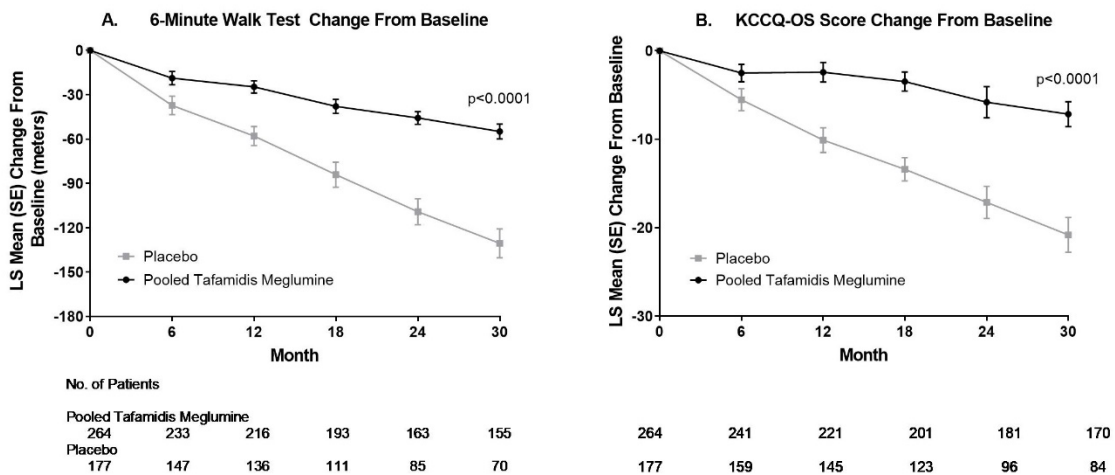 A. 6-Minute Walk Test Change From Baseline
LS Mean (SE) Change From
Baseline (meters)
0
-30
-60
-90
-120
-150
-180
p<0.0001
Placebo
Pooled Tafamidis Meglumine
0 6 12 18 24 30
Month
B. KCCQ-OS Score Change From Baseline
LS Mean (SE) Change From Baseline
0
-10
-20
-30
p<0.0001
Placebo
Pooled Tafamidis Meglumine
0 6 12 18 24 30
Month
No. of Patients
Pooled Tafamidis Meglumine
264 233 216 193 163 155 264 241 221 201 181 170
Placebo
177 147 136 111 85 70 177 159 145 123 96 84